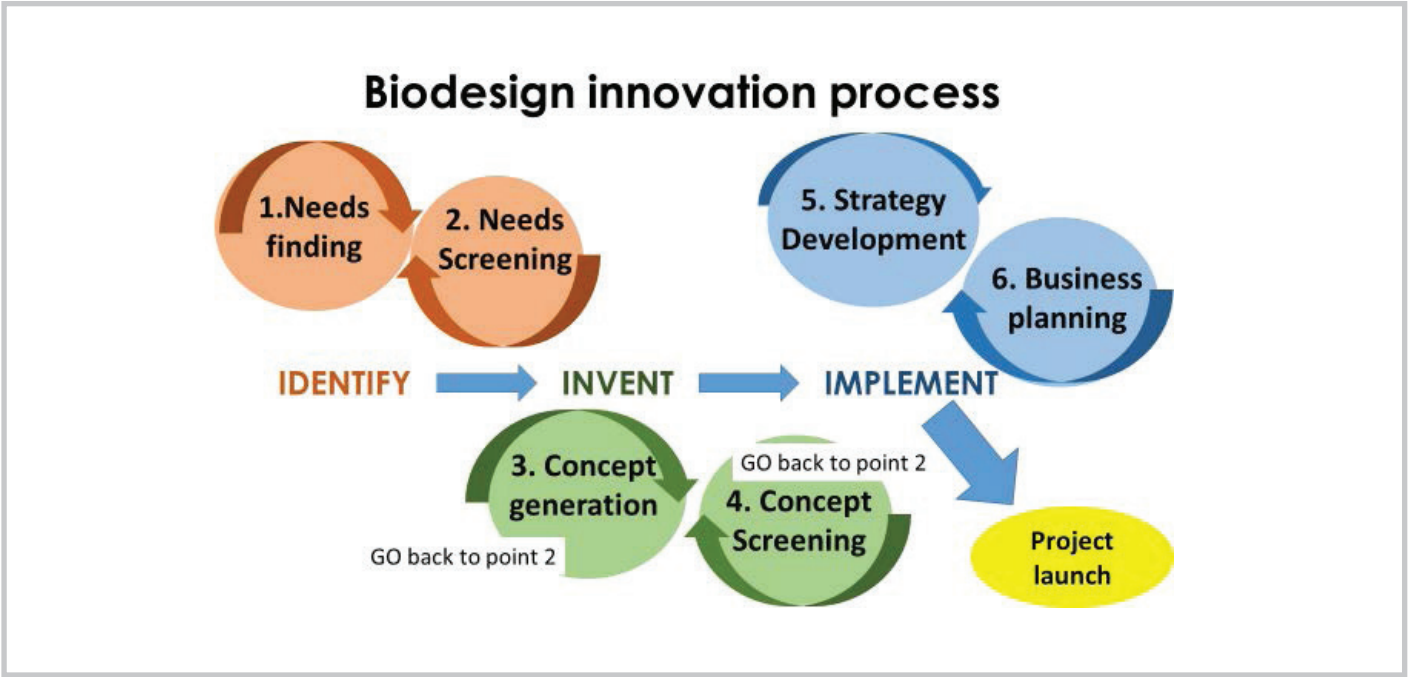 Biodesign innovation process
1.Needs
finding
2. Needs
Screening
5. Strategy
Development
6. Business
planning
IDENTIFY
INVENT
IMPLEMENT
3. Concept
generation
GO back to point 2
GO back to point 2
4. Concept
Screening
Project
launch